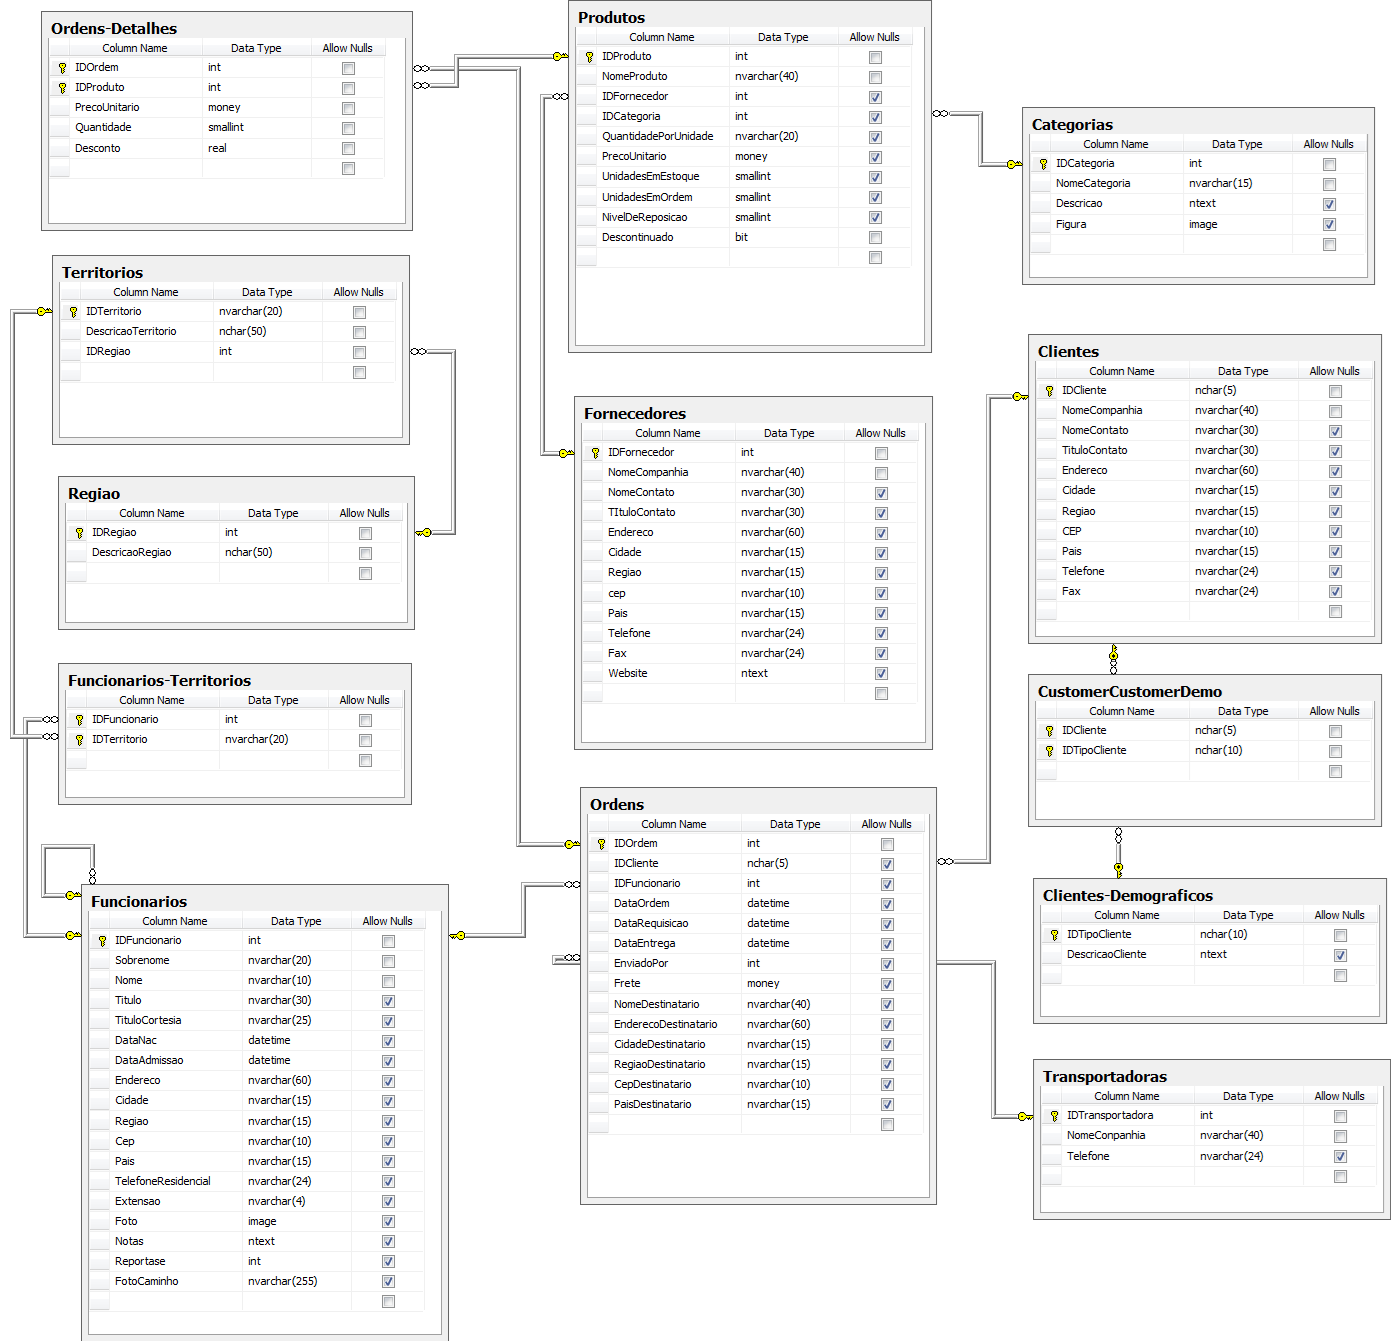 Ordens-Detalhes
Column Name Data Type Allow Nulls
IDOrdem int
IDProduto int
PrecoUnitario money
Quantidade smallint
Desconto real
Produtos
Column Name Data Type Allow Nulls
IDProduto int
NomeProduto nvarchar(40)
IDFornecedor int
IDCategoria int
QuantidadePorUnidade nvarchar(20)
PrecoUnitario money
UnidadesEmEstoque smallint
UnidadesEmOrdem smallint
NivelDeReposicao smallint
Descontinuado bit
Categorias
Column Name Data Type Allow Nulls
IDCategoria int
NomeCategoria nvarchar(15)
Descricao ntext
Figura image
Territorios
Column Name Data Type Allow Nulls
IDTerritorio nvarchar(20)
DescricaoTerritorio nchar(50)
IDRegiao int
Clientes
Column Name Data Type Allow Nulls
IDCliente nchar(5)
NomeCompanhia nvarchar(40)
NomeContato nvarchar(30)
TituloContato nvarchar(30)
Endereco nvarchar(60)
Cidade nvarchar(15)
Regiao nvarchar(15)
CEP nvarchar(10)
Pais nvarchar(15)
Telefone nvarchar(24)
Fax nvarchar(24)
Fornecedores
Column Name Data Type Allow Nulls
IDFornecedor int
NomeCompanhia nvarchar(40)
NomeContato nvarchar(30)
TItuloContato nvarchar(30)
Endereco nvarchar(60)
Cidade nvarchar(15)
Regiao nvarchar(15)
cep nvarchar(10)
Pais nvarchar(15)
Telefone nvarchar(24)
Fax nvarchar(24)
Website ntext
Regiao
Column Name Data Type Allow Nulls
IDRegiao int
DescricaoRegiao nchar(50)
Funcionarios-Territorios
Column Name Data Type Allow Nulls
IDFuncionario int
IDTerritorio nvarchar(20)
CustomerCustomerDemo
Column Name Data Type Allow Nulls
IDCliente nchar(5)
IDTipoCliente nchar(10)
Ordens
Column Name Data Type Allow Nulls
IDOrdem int
IDCliente nchar(5)
IDFuncionario int
DataOrdem datetime
DataRequisicao datetime
DataEntrega datetime
EnviadoPor int
Frete money
NomeDestinatario nvarchar(40)
EnderecoDestinatario nvarchar(60)
CidadeDestinatario nvarchar(15)
RegiaoDestinatario nvarchar(15)
CepDestinatario nvarchar(10)
PaisDestinatario nvarchar(15)
Clientes-Demograficos
Column Name Data Type Allow Nulls
IDTipoCliente nchar(10)
DescricaoCliente ntext
Funcionarios
Column Name Data Type Allow Nulls
IDFuncionario int
Sobrenome nvarchar(20)
Nome nvarchar(10)
Titulo nvarchar(30)
TituloCortesia nvarchar(25)
DataNac datetime
DataAdmissao datetime
Endereco nvarchar(60)
Cidade nvarchar(15)
Regiao nvarchar(15)
Cep nvarchar(10)
Pais nvarchar(15)
TelefoneResidencial nvarchar(24)
Extensao nvarchar(4)
Foto image
Notas ntext
Reportase int
FotoCaminho nvarchar(255)
Transportadoras
Column Name Data Type Allow Nulls
IDTransportadora int
NomeConpanhia nvarchar(40)
Telefone nvarchar(24)